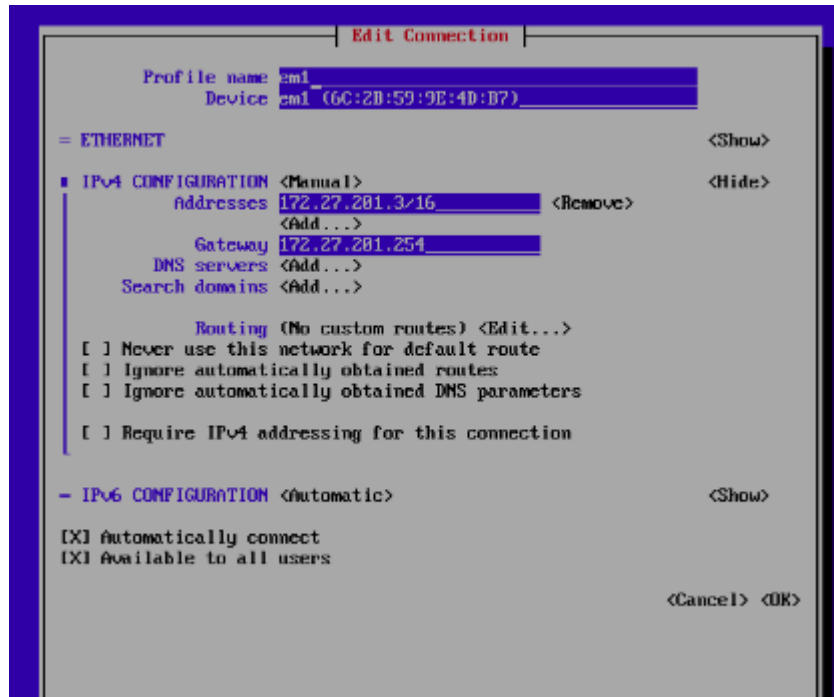 Edit Connection
Profile name em1
Device em1 (6C:2B:59:9E:4D:B7)
= ETHERNET <Show>
IPv4 CONFIGURATION <Manual> <Hide>
Addresses 172.27.201.3/16 <Remove>
<Add...>
Gateway 172.27.201.254
DNS servers <Add...>
Search domains <Add...>
Routing (No custom routes) <Edit...>
[ ] Never use this network for default route
[ ] Ignore automatically obtained routes
[ ] Ignore automatically obtained DNS parameters
[ ] Require IPv4 addressing for this connection
- IPv6 CONFIGURATION <Automatic> <Show>
[X] Automatically connect
[X] Available to all users
<Cancel> <OK>